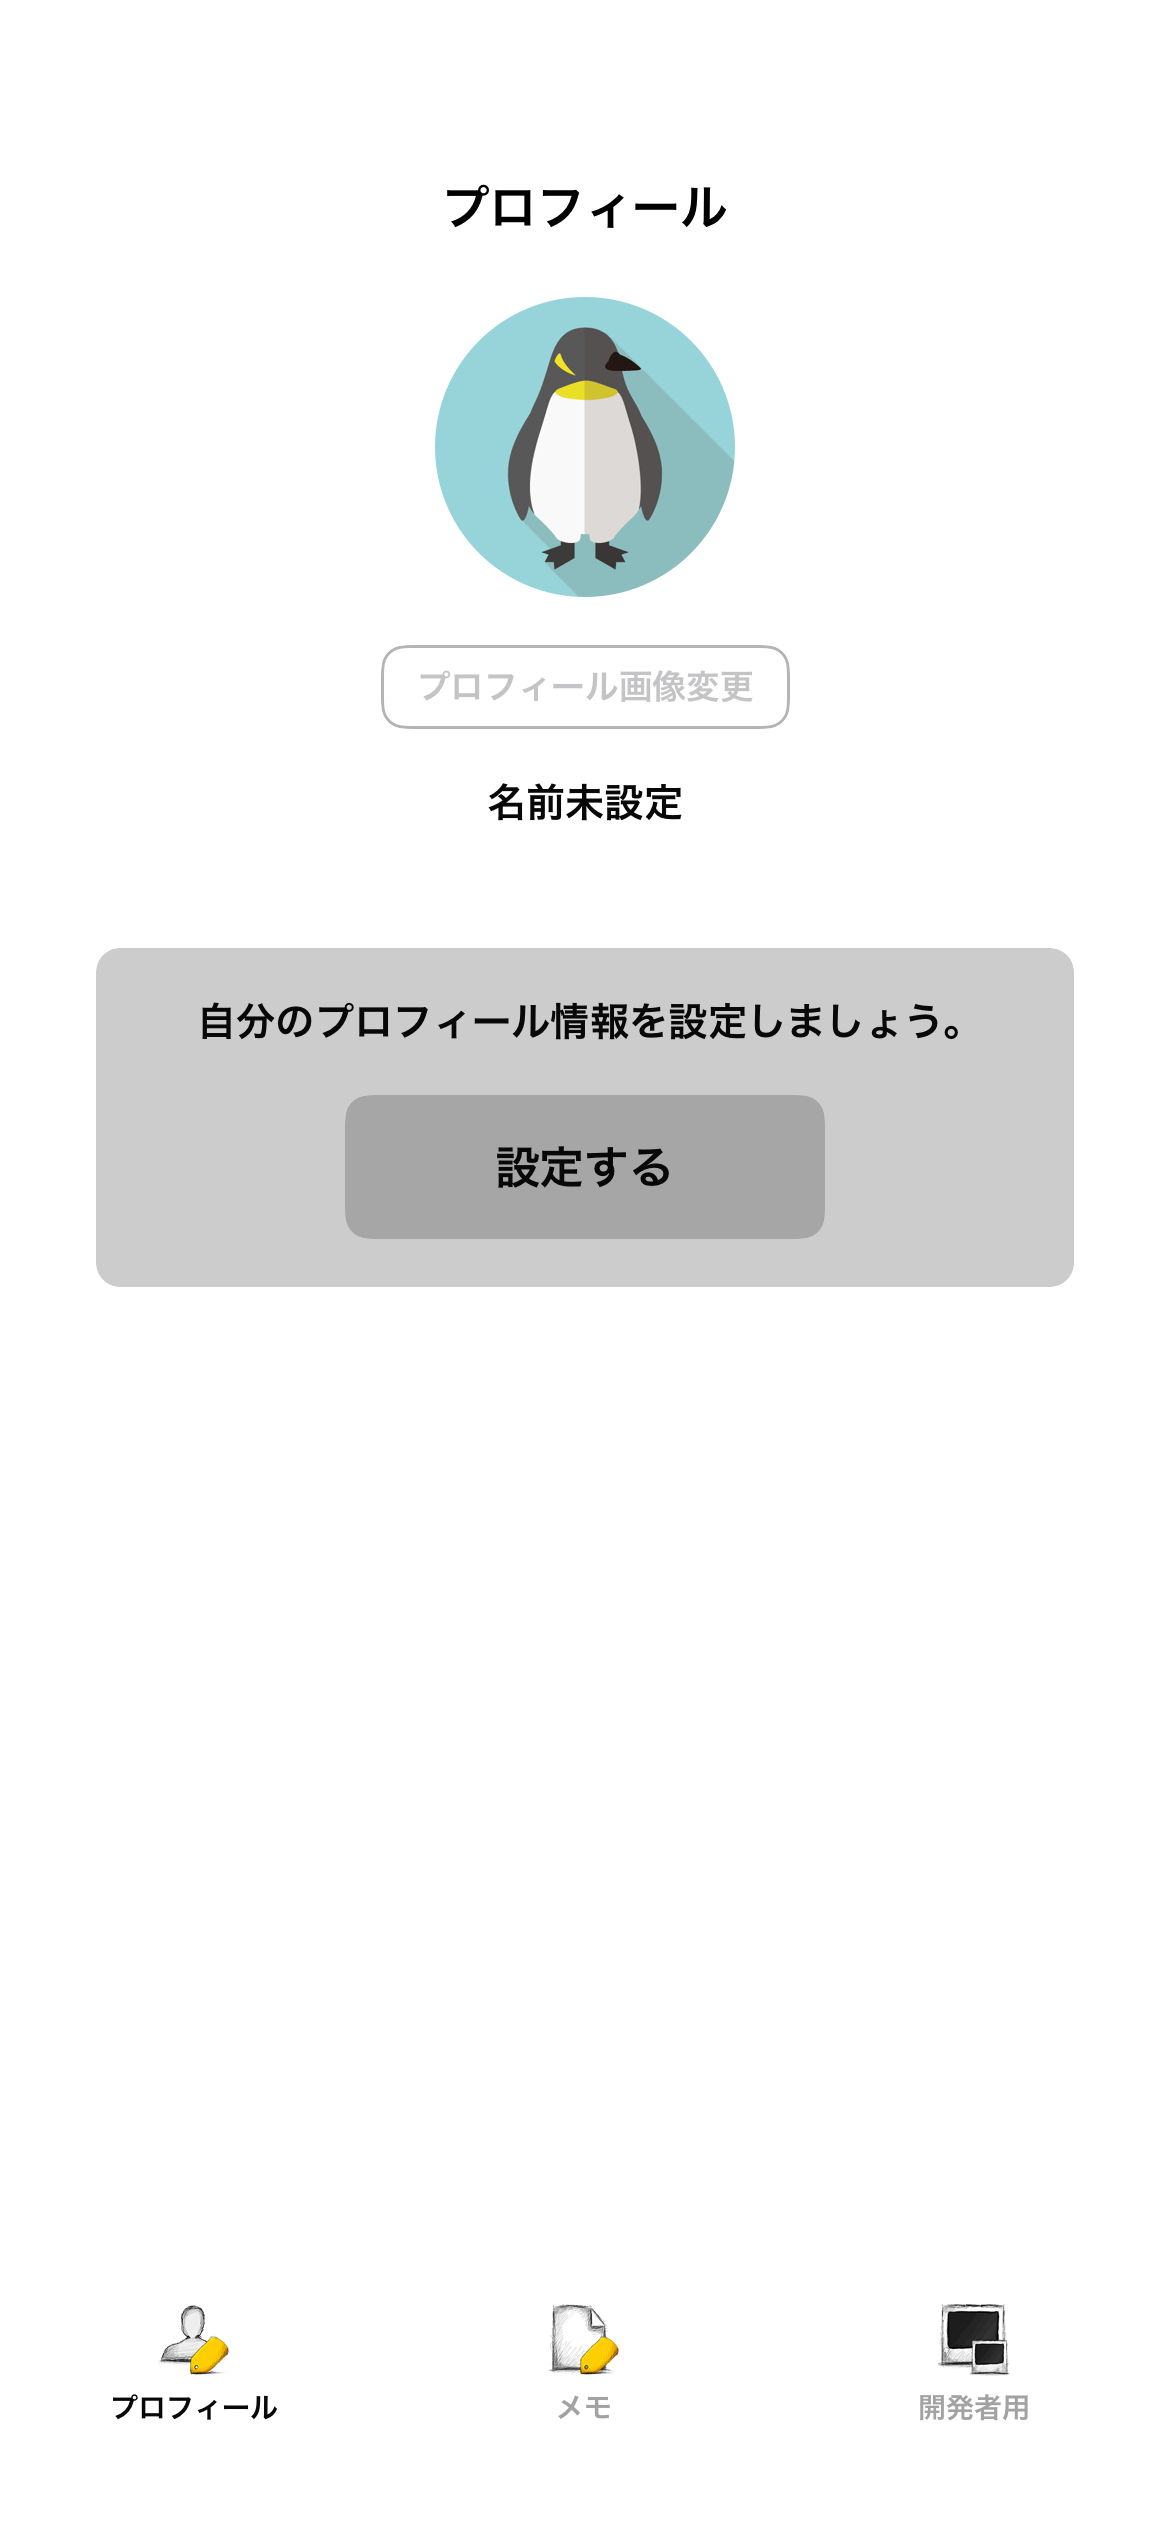 プロフィール
プロフィール画像変更
名前未設定
自分のプロフィール情報を設定しましょう。
設定する
プロフィール
メモ
開発者用